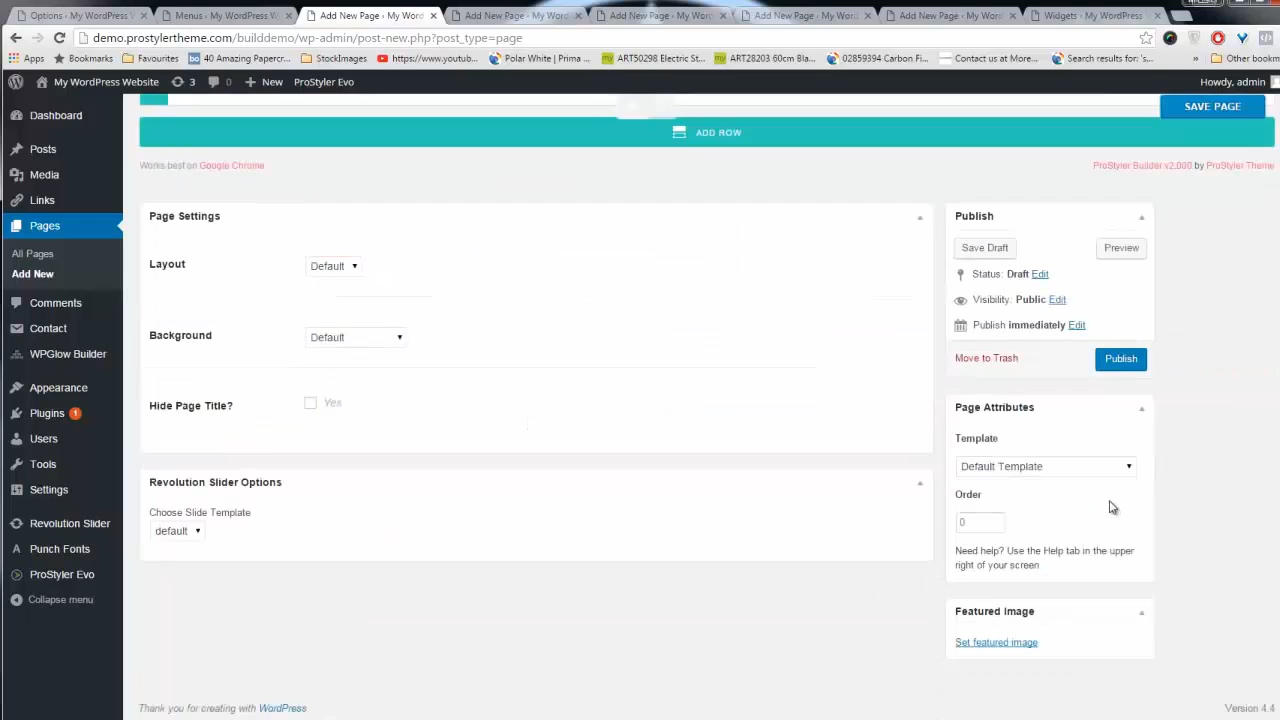 Options ‹ My WordPress W
Menus ‹ My WordPress W
Add New Page ‹ My Word
Add New Page ‹ My Word
Add New Page ‹ My Word
Add New Page ‹ My Word
Add New Page ‹ My Word
Widgets ‹ My WordPress
demo.prostylertheme.com/builddemo/wp-admin/post-new.php?post_type=page
Apps
Bookmarks
Favourites
40 Amazing Papercr...
StockImages
https://www.youtub...
Polar White | Prima ...
ART50298 Electric St...
ART28203 60cm Bla...
02859394 Carbon Fi...
Contact us at More...
Search results for: 's...
»
Other bookm
My WordPress Website
3
0
New
ProStyler Evo
Howdy, admin
Dashboard
Posts
Media
Links
Pages
All Pages
Add New
Comments
Contact
WPGlow Builder
Appearance
Plugins 1
Users
Tools
Settings
Revolution Slider
Punch Fonts
ProStyler Evo
Collapse menu
SAVE PAGE
ADD ROW
Works best on Google Chrome
ProStyler Builder v2.000 by ProStyler Theme
Page Settings
Layout
Default
Background
Default
Hide Page Title?
Yes
Revolution Slider Options
Choose Slide Template
default
Publish
Save Draft
Preview
Status: Draft Edit
Visibility: Public Edit
Publish immediately Edit
Move to Trash
Publish
Page Attributes
Template
Default Template
Order
0
Need help? Use the Help tab in the upper
right of your screen
Featured Image
Set featured image
Thank you for creating with WordPress
Version 4.4